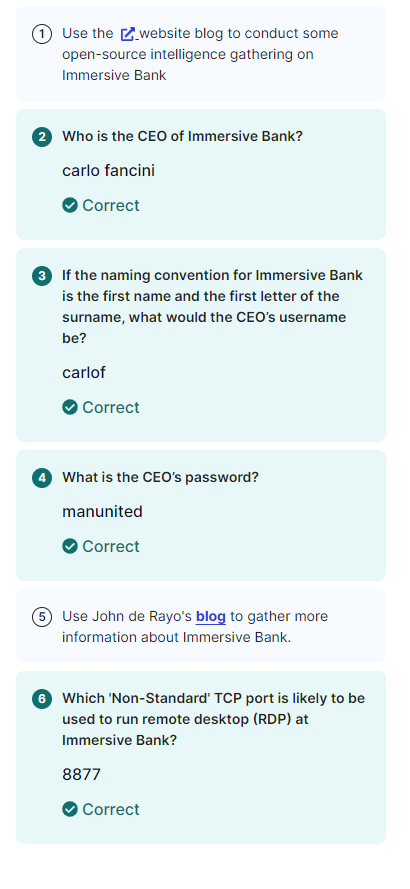 1 Use the website blog to conduct some
open-source intelligence gathering on
Immersive Bank
2 Who is the CEO of Immersive Bank?
carlo fancini
Correct
3 If the naming convention for Immersive Bank
is the first name and the first letter of the
surname, what would the CEO’s username
be?
carlof
Correct
4 What is the CEO’s password?
manunited
Correct
5 Use John de Rayo's blog to gather more
information about Immersive Bank.
6 Which 'Non-Standard' TCP port is likely to be
used to run remote desktop (RDP) at
Immersive Bank?
8877
Correct